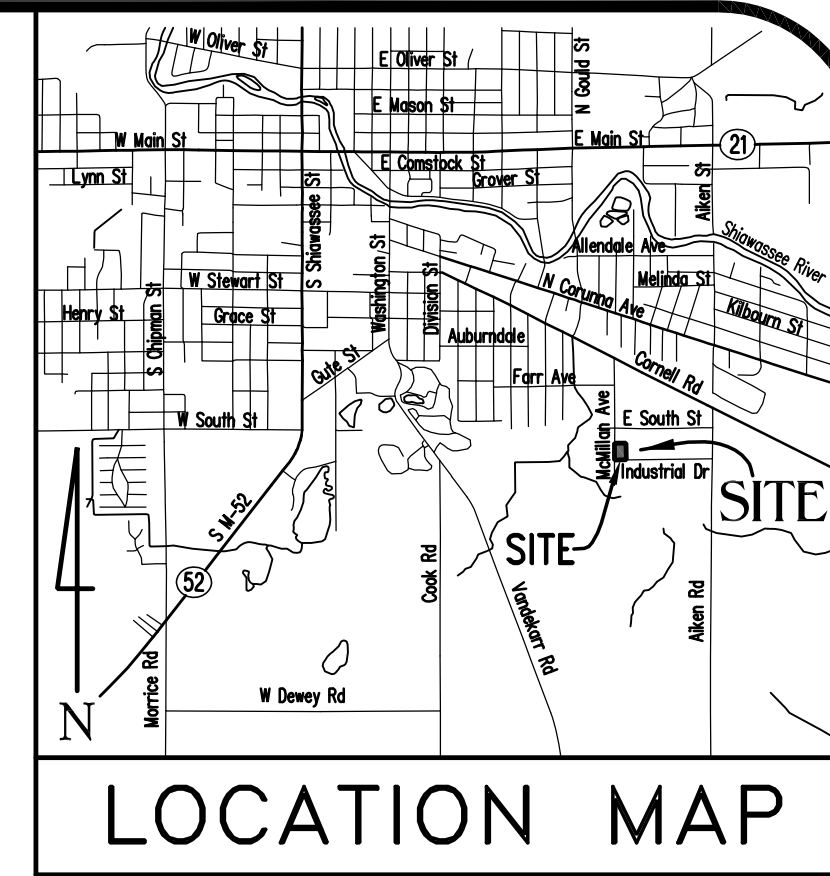 W Oliver St
E Oliver St
N Gould St
E Mason St
W Main St
E Main St
21
E Comstock St
Lynn St
Grover St
Aiken St
S Shiawassee St
Shiawassee River
Allendale Ave
Washington St
Division St
W Stewart St
Melinda St
N Corunna Ave
S Chipman St
Henry St
Grace St
Kilbourn St
Auburndale
Gute St
Farr Ave
Cornell Rd
McMillan Ave
W South St
E South St
Industrial Dr
SITE
S M-52
SITE
52
Cook Rd
Vandekarr Rd
Aiken Rd
Morrice Rd
W Dewey Rd
N
LOCATION MAP